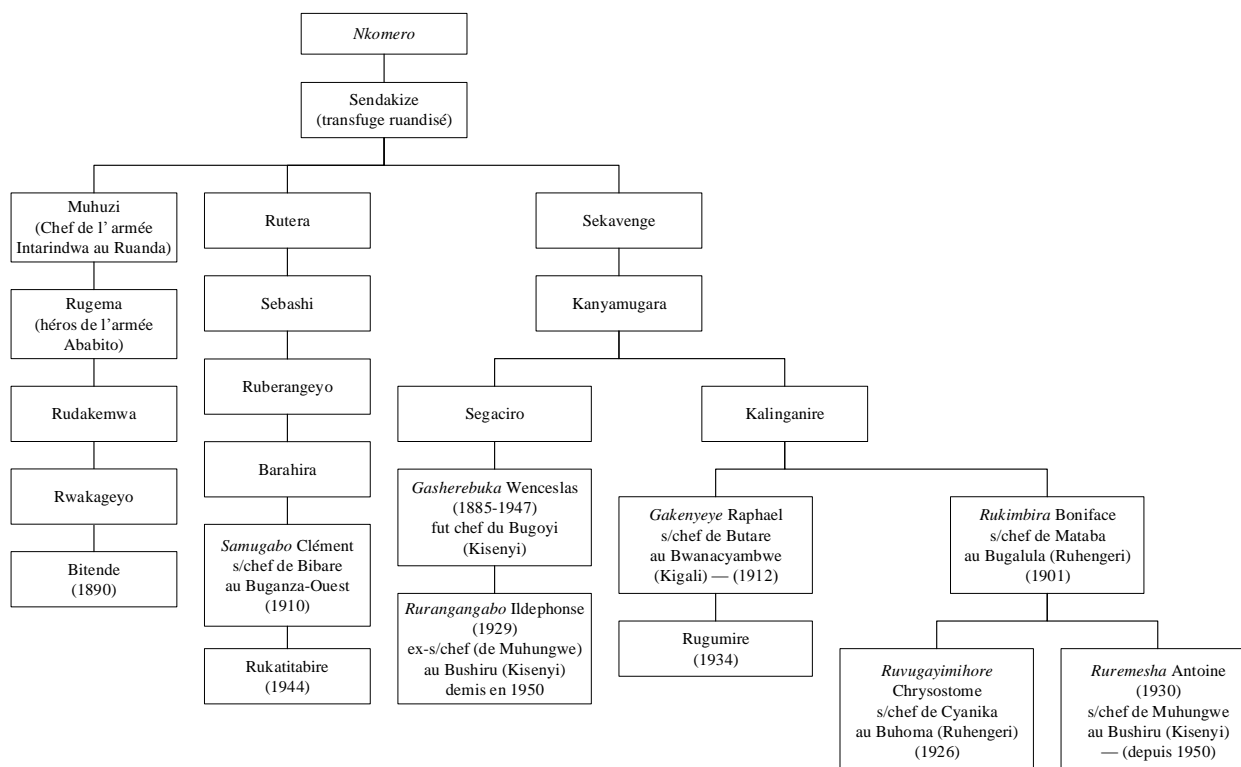 Nkomero
Sendakize
(transfuge ruandisé)
Muhuzi
(Chef de l’ armée
Intarindwa au Ruanda)
Rutera
Sekavenge
Rugema
(héros de l’armée
Ababito)
Sebashi
Kanyamugara
Rudakemwa
Ruberangeyo
Segaciro
Kalinganire
Rwakageyo
Barahira
Gasherebuka Wenceslas
(1885-1947)
fut chef du Bugoyi
(Kisenyi)
Gakenyeye Raphael
s/chef de Butare
au Bwanacyambwe
(Kigali) — (1912)
Rukimbira Boniface
s/chef de Mataba
au Bugalula (Ruhengeri)
(1901)
Bitende
(1890)
Samugabo Clément
s/chef de Bibare
au Buganza-Ouest
(1910)
Rurangangabo Ildephonse
(1929)
ex-s/chef (de Muhungwe)
au Bushiru (Kisenyi)
demis en 1950
Rugumire
(1934)
Rukatitabire
(1944)
Ruvugayimihore
Chrysostome
s/chef de Cyanika
au Buhoma (Ruhengeri)
(1926)
Ruremesha Antoine
(1930)
s/chef de Muhungwe
au Bushiru (Kisenyi)
— (depuis 1950)